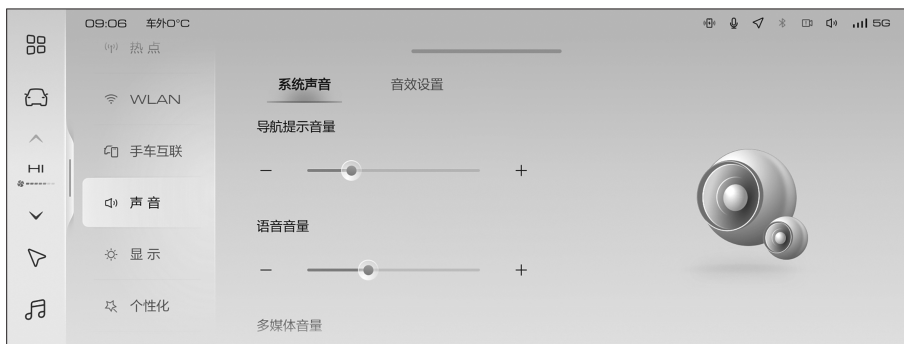 09:06 车外0°C 5G
热点
系统声音 音效设置
WLAN
导航提示音量
手车互联
HI
声音
语音音量
显示
个性化
多媒体音量